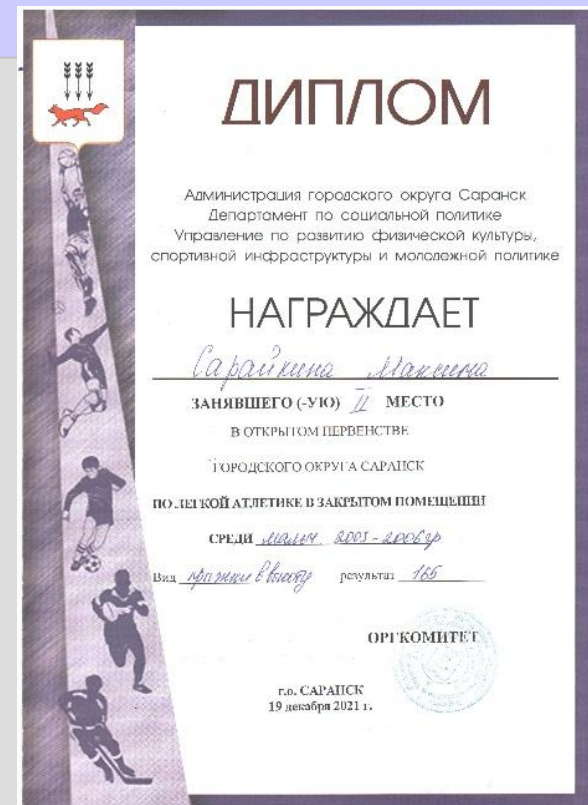 ДИПЛОМ
Администрация городского округа Саранск
Департамент по социальной политике
Управление по развитию физической культуры,
спортивной инфраструктуры и молодежной политике
НАГРАЖДАЕТ
Сарайкина Максима
ЗАНЯВШЕГО (-УЮ) II МЕСТО
В ОТКРЫТОМ ПЕРВЕНСТВЕ
ГОРОДСКОГО ОКРУГА САРАНСК
ПО ЛЕГКОЙ АТЛЕТИКЕ В ЗАКРЫТОМ ПОМЕЩЕНИИ
СРЕДИ мальч. 2005-2006гр
Вид прыжки в высоту результат 165
ОРГКОМИТЕТ
г.о. САРАНСК
19 декабря 2021 г.